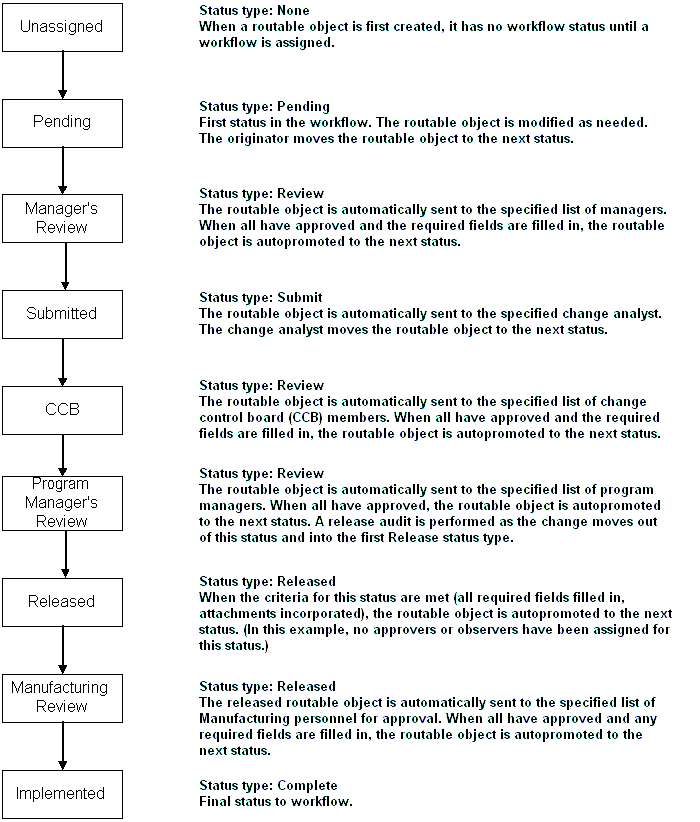 Unassigned
Status type: None
When a routable object is first created, it has no workflow status until a
workflow is assigned.
Pending
Status type: Pending
First status in the workflow. The routable object is modified as needed.
The originator moves the routable object to the next status.
Manager's
Review
Status type: Review
The routable object is automatically sent to the specified list of managers.
When all have approved and the required fields are filled in, the routable
object is autopromoted to the next status.
Submitted
Status type: Submit
The routable object is automatically sent to the specified change analyst.
The change analyst moves the routable object to the next status.
CCB
Status type: Review
The routable object is automatically sent to the specified list of change
control board (CCB) members. When all have approved and the required
fields are filled in, the routable object is autopromoted to the next status.
Program
Manager's
Review
Status type: Review
The routable object is automatically sent to the specified list of program
managers. When all have approved, the routable object is autopromoted
to the next status. A release audit is performed as the change moves out
of this status and into the first Release status type.
Released
Status type: Released
When the criteria for this status are met (all required fields filled in,
attachments incorporated), the routable object is autopromoted to the next
status. (In this example, no approvers or observers have been assigned for
this status.)
Manufacturing
Review
Status type: Released
The released routable object is automatically sent to the specified list of
Manufacturing personnel for approval. When all have approved and any
required fields are filled in, the routable object is autopromoted to the
next status.
Implemented
Status type: Complete
Final status to workflow.